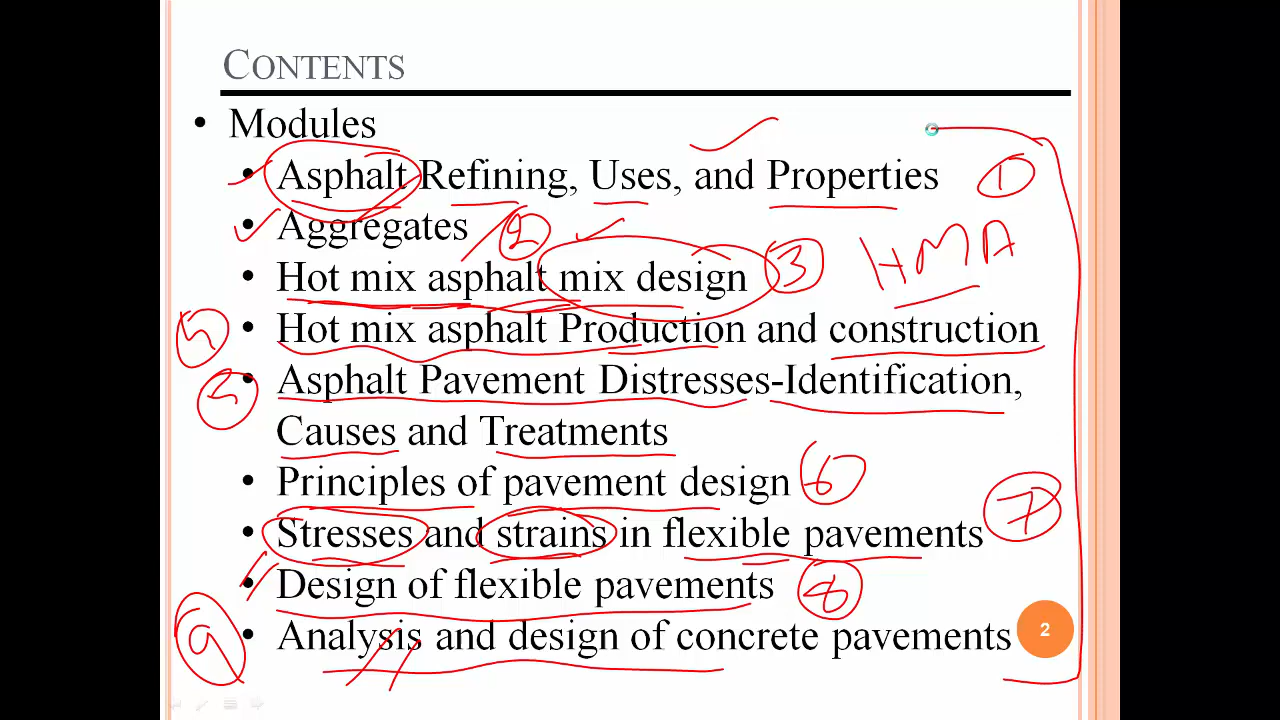 CONTENTS
• Modules
• Asphalt Refining, Uses, and Properties 1
• Aggregates 2
• Hot mix asphalt mix design 3 HMA
• Hot mix asphalt Production and construction
• Asphalt Pavement Distresses-Identification,
Causes and Treatments
• Principles of pavement design 6
• Stresses and strains in flexible pavements 7
• Design of flexible pavements 8
9 • Analysis and design of concrete pavements 2